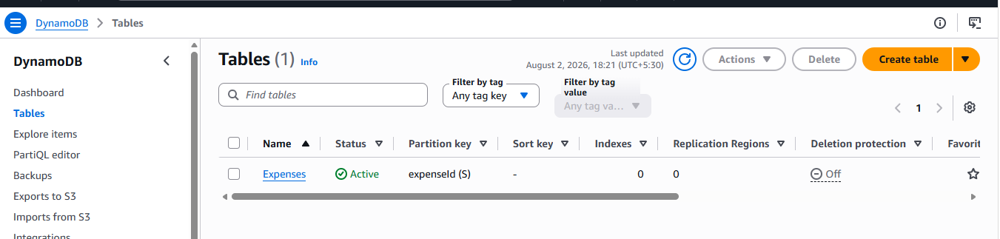 DynamoDB > Tables
DynamoDB
Dashboard
Tables
Explore items
PartiQL editor
Backups
Exports to S3
Imports from S3
Integrations
Tables (1) Info
Last updated
August 2, 2026, 18:21 (UTC+5:30)
Actions
Delete
Create table
Find tables
Filter by tag
Any tag key
Filter by tag
value
Any tag va...
1
Name Status Partition key Sort key Indexes Replication Regions Deletion protection Favorit
Expenses Active expenseId (S) - 0 0 Off